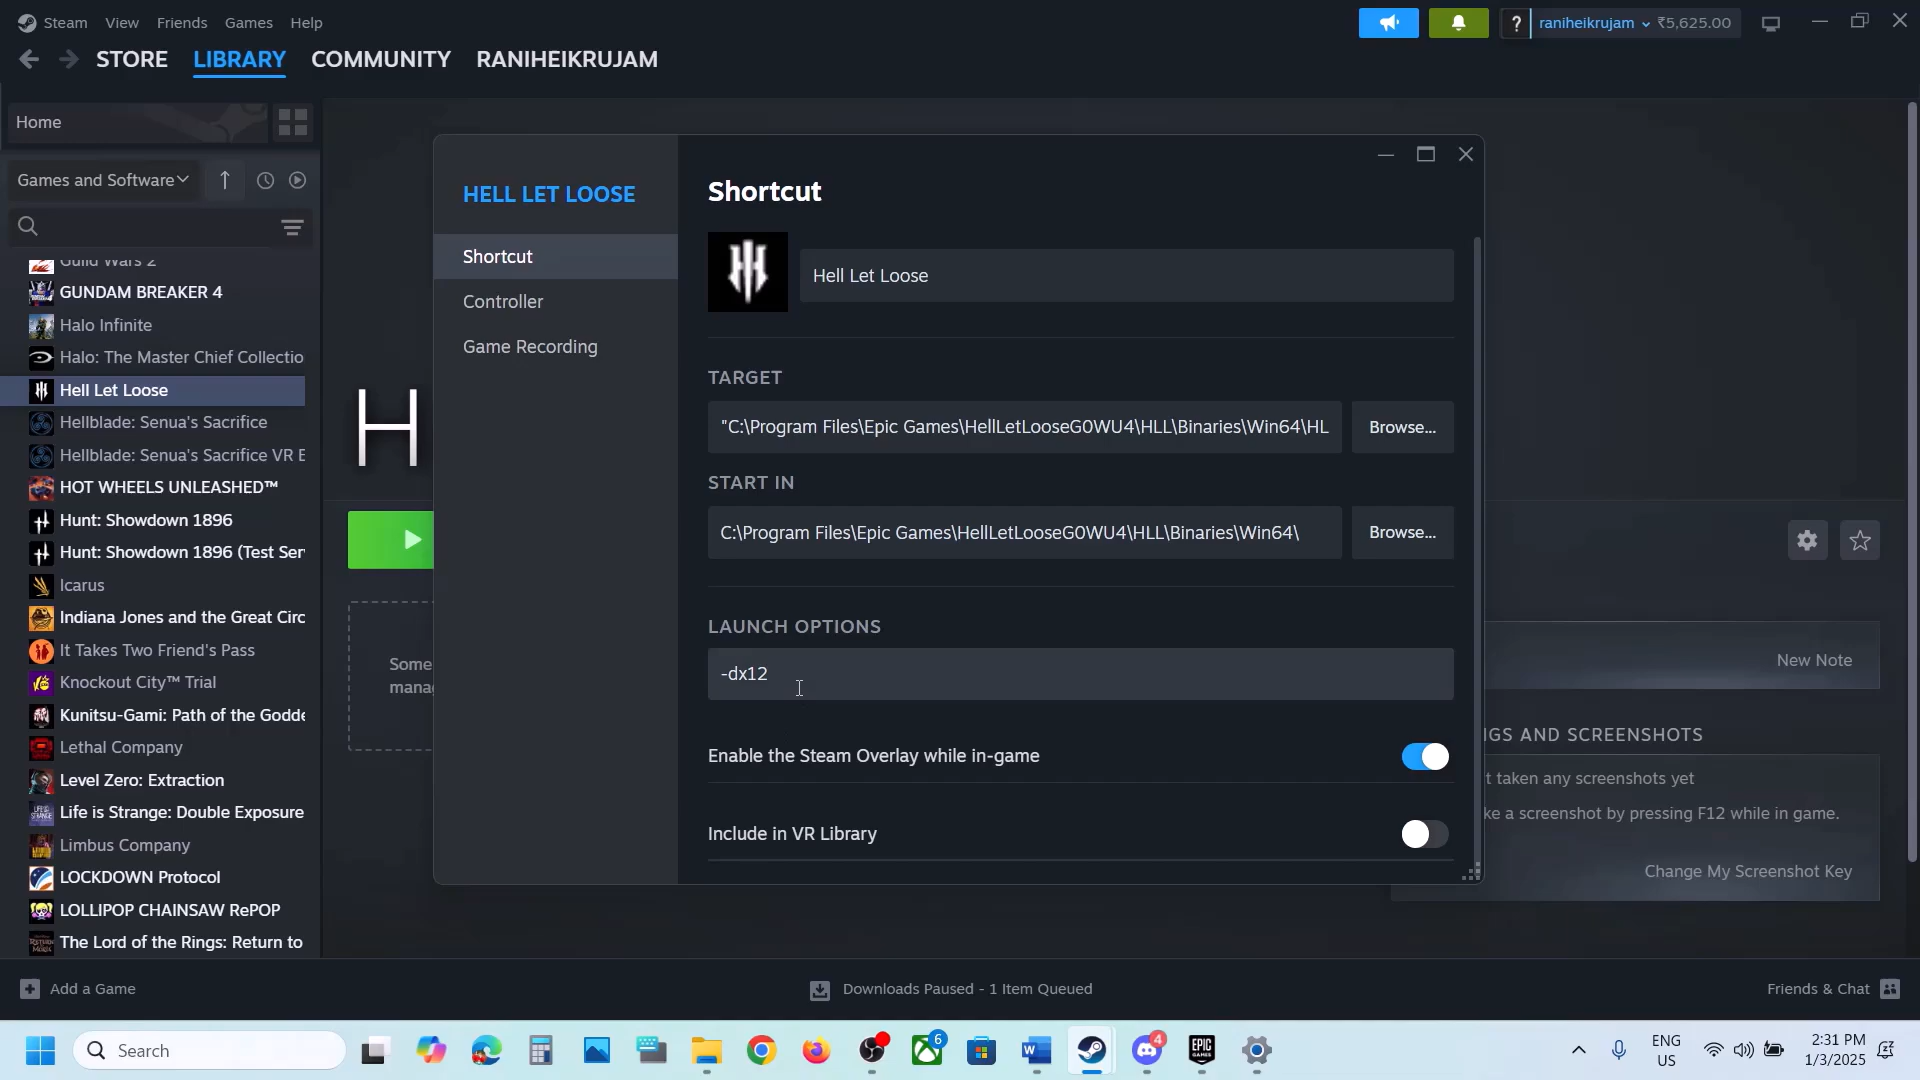 Steam View Friends Games Help
raniheikrujam ₹5,625.00
STORE LIBRARY COMMUNITY RANIHEIKRUJAM
Home
Games and Software
Guild Wars 2
GUNDAM BREAKER 4
Halo Infinite
Halo: The Master Chief Collectio
Hell Let Loose
Hellblade: Senua's Sacrifice
Hellblade: Senua's Sacrifice VR E
HOT WHEELS UNLEASHED™
Hunt: Showdown 1896
Hunt: Showdown 1896 (Test Ser
Icarus
Indiana Jones and the Great Circ
It Takes Two Friend's Pass
Knockout City™ Trial
Kunitsu-Gami: Path of the Godde
Lethal Company
Level Zero: Extraction
Life is Strange: Double Exposure
Limbus Company
LOCKDOWN Protocol
LOLLIPOP CHAINSAW RePOP
The Lord of the Rings: Return to
H
Some
mana
HELL LET LOOSE
Shortcut
Controller
Game Recording
Shortcut
Hell Let Loose
TARGET
"C:\Program Files\Epic Games\HellLetLooseG0WU4\HLL\Binaries\Win64\HL
Browse...
START IN
C:\Program Files\Epic Games\HellLetLooseG0WU4\HLL\Binaries\Win64\
Browse...
LAUNCH OPTIONS
-dx12
Enable the Steam Overlay while in-game
Include in VR Library
New Note
NGS AND SCREENSHOTS
t taken any screenshots yet
ke a screenshot by pressing F12 while in game.
Change My Screenshot Key
Add a Game
Downloads Paused - 1 Item Queued
Friends & Chat
Search
6
4
EPIC
GAMES
ENG
US
2:31 PM
1/3/2025